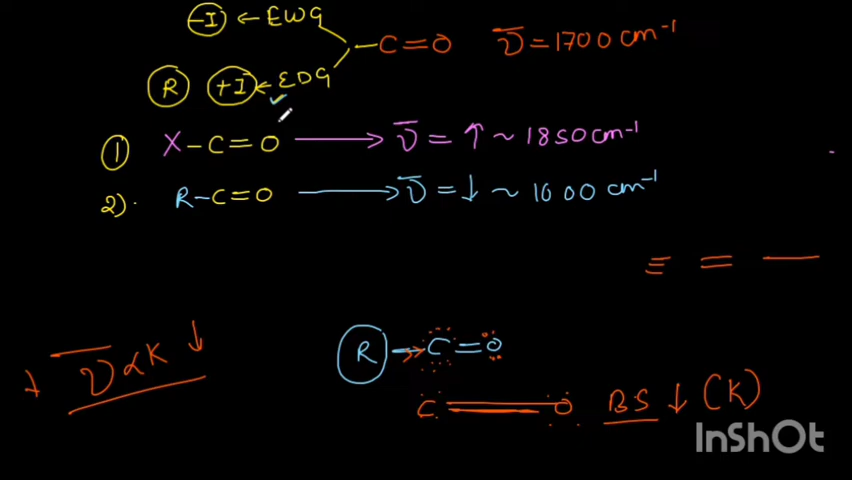 -I ← EWG
-C=O ν̄ = 1700 cm⁻¹
R +I ← EDG
1 X-C=O → ν̄ = ↑ ~ 1850 cm⁻¹
2) R-C=O → ν̄ = ↓ ~ 1600 cm⁻¹
≡ = —
ν̄ ∝ K ↓
R → C=O
C=O BS ↓ (K)
InShOt